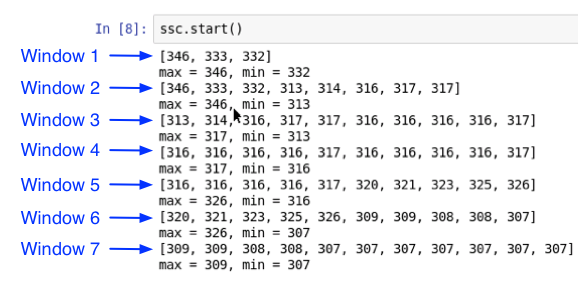 In [8]: ssc.start()
Window 1 [346, 333, 332]
max = 346, min = 332
Window 2 [346, 333, 332, 313, 314, 316, 317, 317]
max = 346, min = 313
Window 3 [313, 314, 316, 317, 317, 316, 316, 316, 316, 317]
max = 317, min = 313
Window 4 [316, 316, 316, 316, 317, 316, 316, 316, 316, 317]
max = 317, min = 316
Window 5 [316, 316, 316, 316, 317, 320, 321, 323, 325, 326]
max = 326, min = 316
Window 6 [320, 321, 323, 325, 326, 309, 309, 308, 308, 307]
max = 326, min = 307
Window 7 [309, 309, 308, 308, 307, 307, 307, 307, 307, 307, 307]
max = 309, min = 307